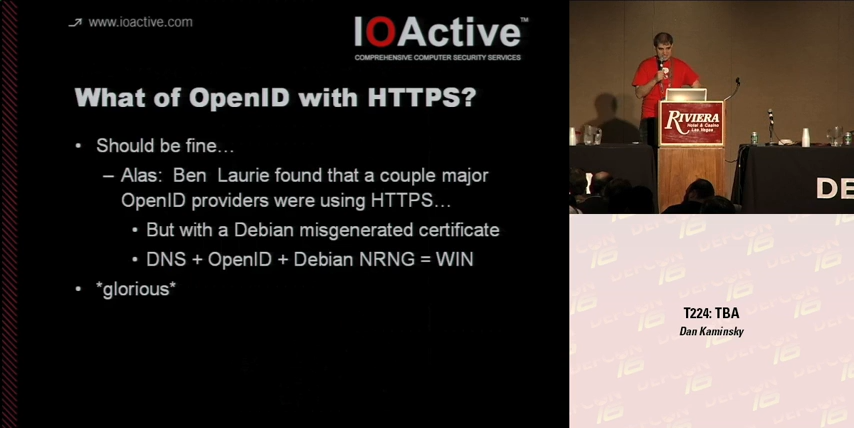 www.ioactive.com
IOActive™
COMPREHENSIVE COMPUTER SECURITY SERVICES
What of OpenID with HTTPS?
• Should be fine…
– Alas: Ben Laurie found that a couple major
OpenID providers were using HTTPS…
• But with a Debian misgenerated certificate
• DNS + OpenID + Debian NRNG = WIN
• *glorious*
RIVIERA
Hotel & Casino
Las Vegas
DE
DEFCON 16
T224: TBA
Dan Kaminsky